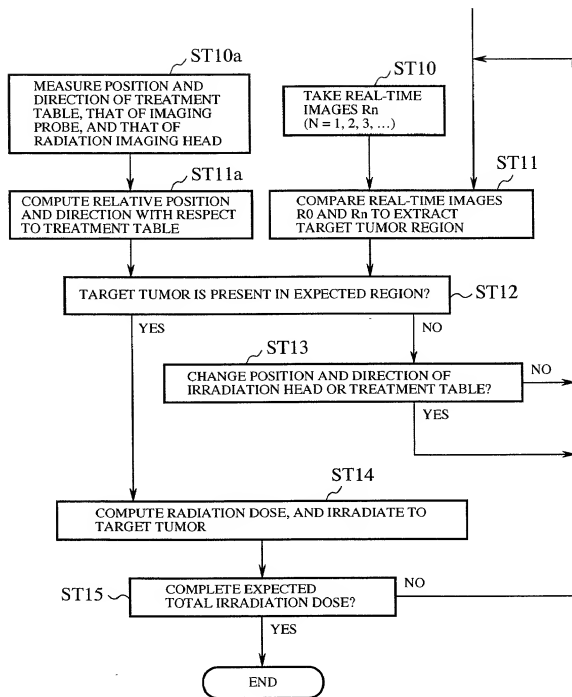 ST10a
MEASURE POSITION AND
DIRECTION OF TREATMENT
TABLE, THAT OF IMAGING
PROBE, AND THAT OF
RADIATION IMAGING HEAD
ST10
TAKE REAL-TIME
IMAGES Rn
(N = 1, 2, 3, ...)
ST11a
COMPUTE RELATIVE POSITION
AND DIRECTION WITH RESPECT
TO TREATMENT TABLE
ST11
COMPARE REAL-TIME IMAGES
R0 AND Rn TO EXTRACT
TARGET TUMOR REGION
TARGET TUMOR IS PRESENT IN EXPECTED REGION?
ST12
YES
NO
ST13
CHANGE POSITION AND DIRECTION OF
IRRADIATION HEAD OR TREATMENT TABLE?
NO
YES
ST14
COMPUTE RADIATION DOSE, AND IRRADIATE TO
TARGET TUMOR
ST15
COMPLETE EXPECTED
TOTAL IRRADIATION DOSE?
NO
YES
END